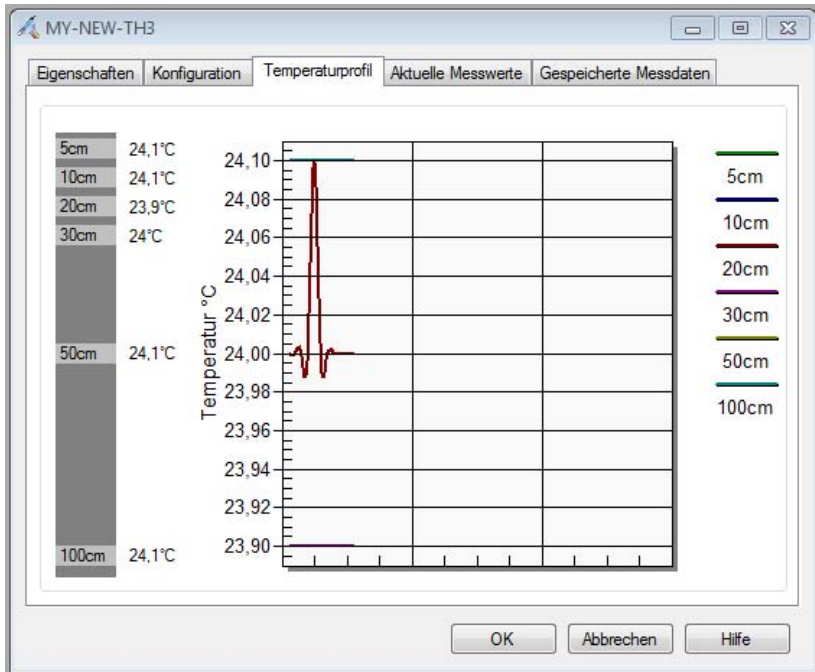 MY-NEW-TH3
Eigenschaften
Konfiguration
Temperaturprofil
Aktuelle Messwerte
Gespeicherte Messdaten
5cm 24,1°C
10cm 24,1°C
20cm 23,9°C
30cm 24°C
50cm 24,1°C
100cm 24,1°C
Temperatur °C
24,10
24,08
24,06
24,04
24,02
24,00
23,98
23,96
23,94
23,92
23,90
5cm
10cm
20cm
30cm
50cm
100cm
OK
Abbrechen
Hilfe